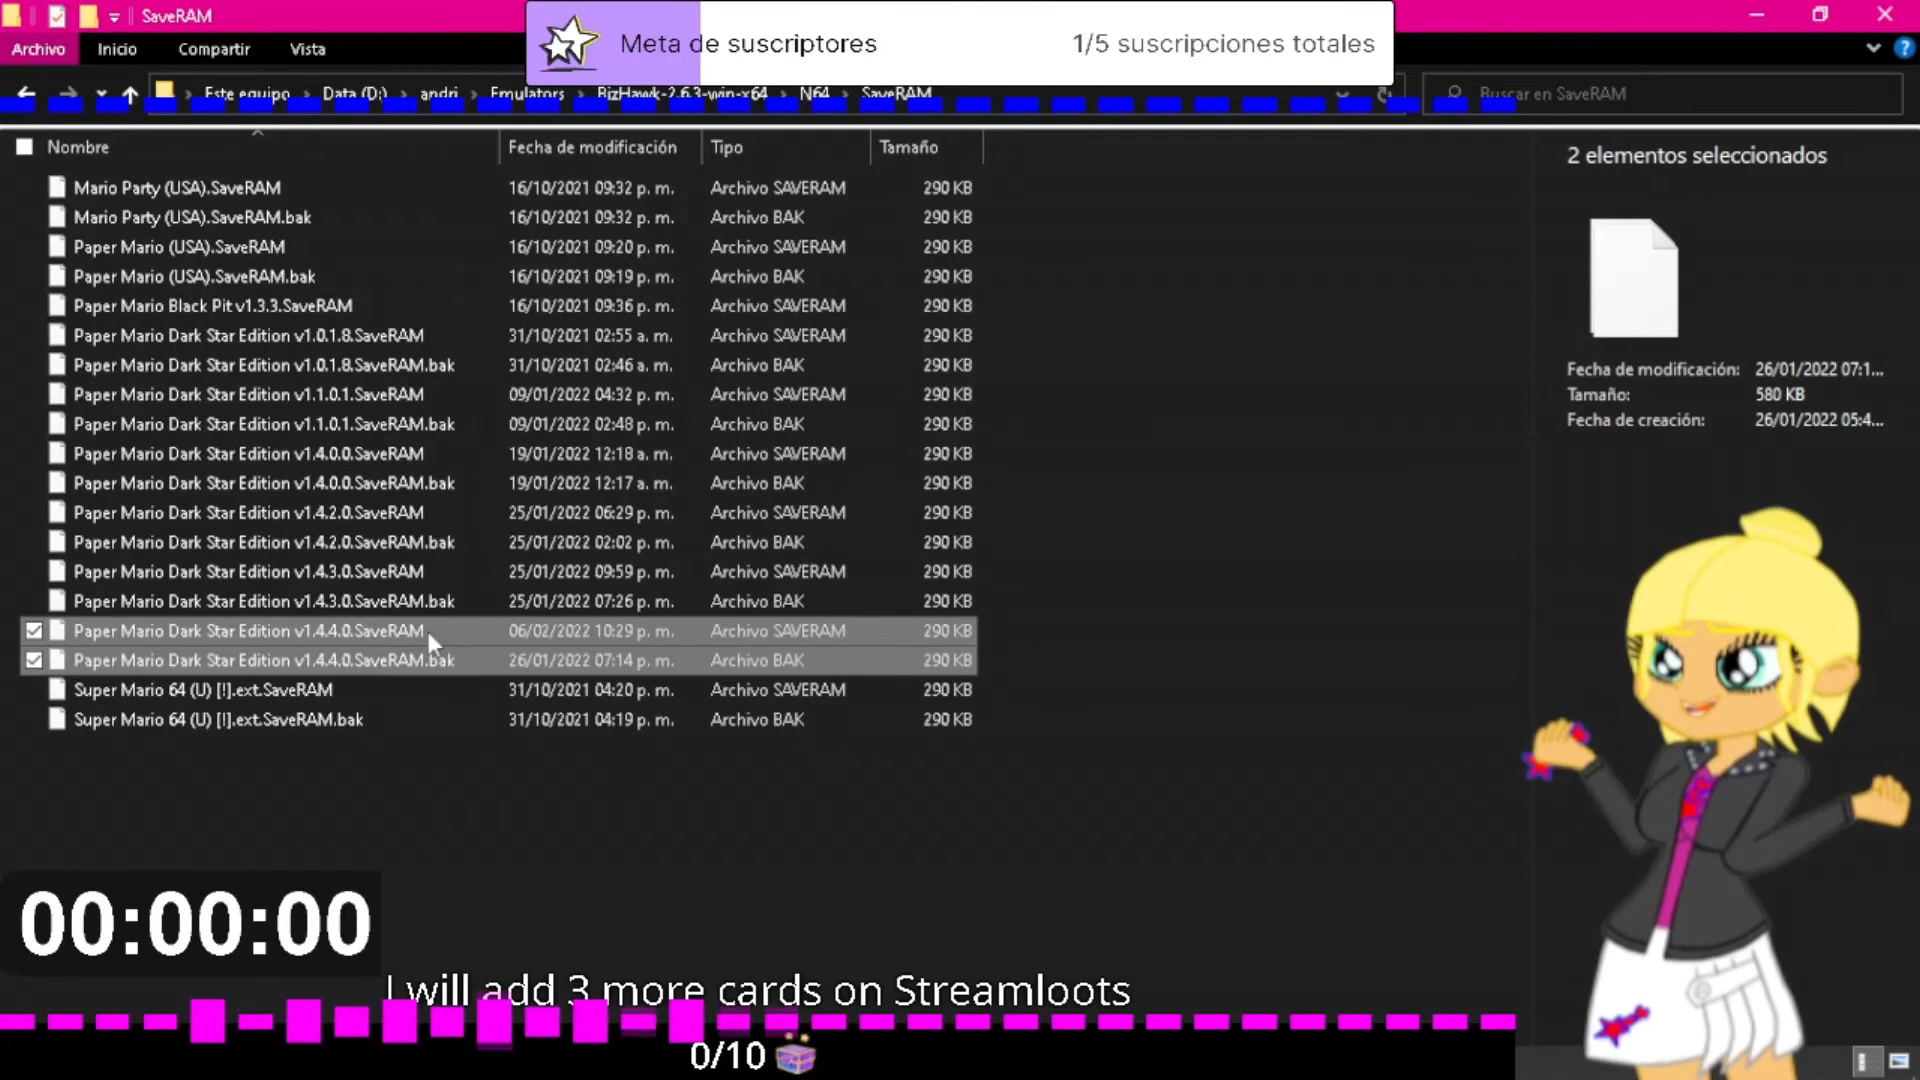 SaveRAM
Meta de suscriptores 1/5 suscripciones totales
Archivo Inicio Compartir Vista
Este equipo Data (D:) andri Emulators BizHawk-2.6.3-win-x64 N64 SaveRAM
Buscar en SaveRAM
Nombre Fecha de modificación Tipo Tamaño
Mario Party (USA).SaveRAM 16/10/2021 09:32 p. m. Archivo SAVERAM 290 KB
Mario Party (USA).SaveRAM.bak 16/10/2021 09:32 p. m. Archivo BAK 290 KB
Paper Mario (USA).SaveRAM 16/10/2021 09:20 p. m. Archivo SAVERAM 290 KB
Paper Mario (USA).SaveRAM.bak 16/10/2021 09:19 p. m. Archivo BAK 290 KB
Paper Mario Black Pit v1.3.3.SaveRAM 16/10/2021 09:36 p. m. Archivo SAVERAM 290 KB
Paper Mario Dark Star Edition v1.0.1.8.SaveRAM 31/10/2021 02:55 a. m. Archivo SAVERAM 290 KB
Paper Mario Dark Star Edition v1.0.1.8.SaveRAM.bak 31/10/2021 02:46 a. m. Archivo BAK 290 KB
Paper Mario Dark Star Edition v1.1.0.1.SaveRAM 09/01/2022 04:32 p. m. Archivo SAVERAM 290 KB
Paper Mario Dark Star Edition v1.1.0.1.SaveRAM.bak 09/01/2022 02:48 p. m. Archivo BAK 290 KB
Paper Mario Dark Star Edition v1.4.0.0.SaveRAM 19/01/2022 12:18 a. m. Archivo SAVERAM 290 KB
Paper Mario Dark Star Edition v1.4.0.0.SaveRAM.bak 19/01/2022 12:17 a. m. Archivo BAK 290 KB
Paper Mario Dark Star Edition v1.4.2.0.SaveRAM 25/01/2022 06:29 p. m. Archivo SAVERAM 290 KB
Paper Mario Dark Star Edition v1.4.2.0.SaveRAM.bak 25/01/2022 02:02 p. m. Archivo BAK 290 KB
Paper Mario Dark Star Edition v1.4.3.0.SaveRAM 25/01/2022 09:59 p. m. Archivo SAVERAM 290 KB
Paper Mario Dark Star Edition v1.4.3.0.SaveRAM.bak 25/01/2022 07:26 p. m. Archivo BAK 290 KB
Paper Mario Dark Star Edition v1.4.4.0.SaveRAM 06/02/2022 10:29 p. m. Archivo SAVERAM 290 KB
Paper Mario Dark Star Edition v1.4.4.0.SaveRAM.bak 26/01/2022 07:14 p. m. Archivo BAK 290 KB
Super Mario 64 (U) [!].ext.SaveRAM 31/10/2021 04:20 p. m. Archivo SAVERAM 290 KB
Super Mario 64 (U) [!].ext.SaveRAM.bak 31/10/2021 04:19 p. m. Archivo BAK 290 KB
2 elementos seleccionados
Fecha de modificación: 26/01/2022 07:1...
Tamaño: 580 KB
Fecha de creación: 26/01/2022 05:4...
00:00:00
I will add 3 more cards on Streamloots
0/10